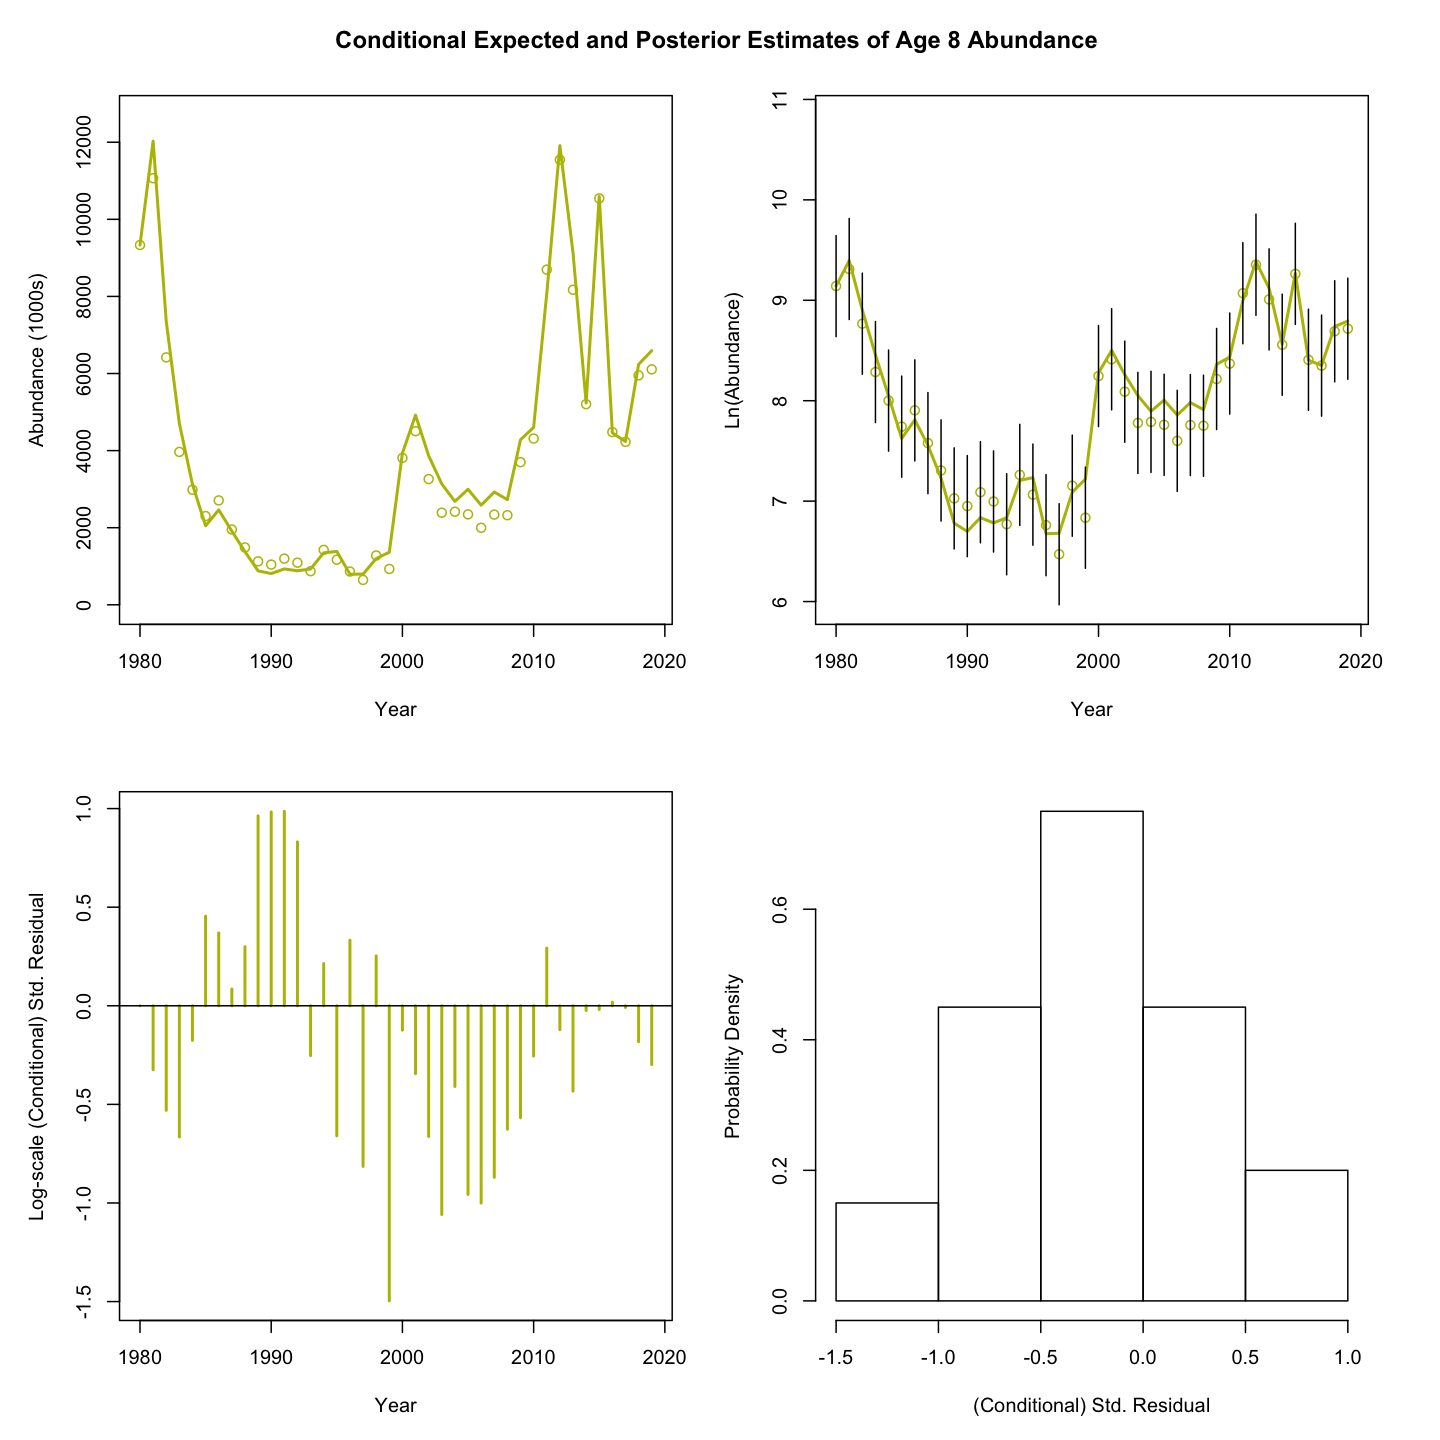 Conditional Expected and Posterior Estimates of Age 8 Abundance
Abundance (1000s)
0 2000 4000 6000 8000 10000 12000
1980 1990 2000 2010 2020
Year
Ln(Abundance)
6 7 8 9 10 11
1980 1990 2000 2010 2020
Year
Log-scale (Conditional) Std. Residual
-1.5 -1.0 -0.5 0.0 0.5 1.0
1980 1990 2000 2010 2020
Year
Probability Density
0.0 0.2 0.4 0.6
-1.5 -1.0 -0.5 0.0 0.5 1.0
(Conditional) Std. Residual